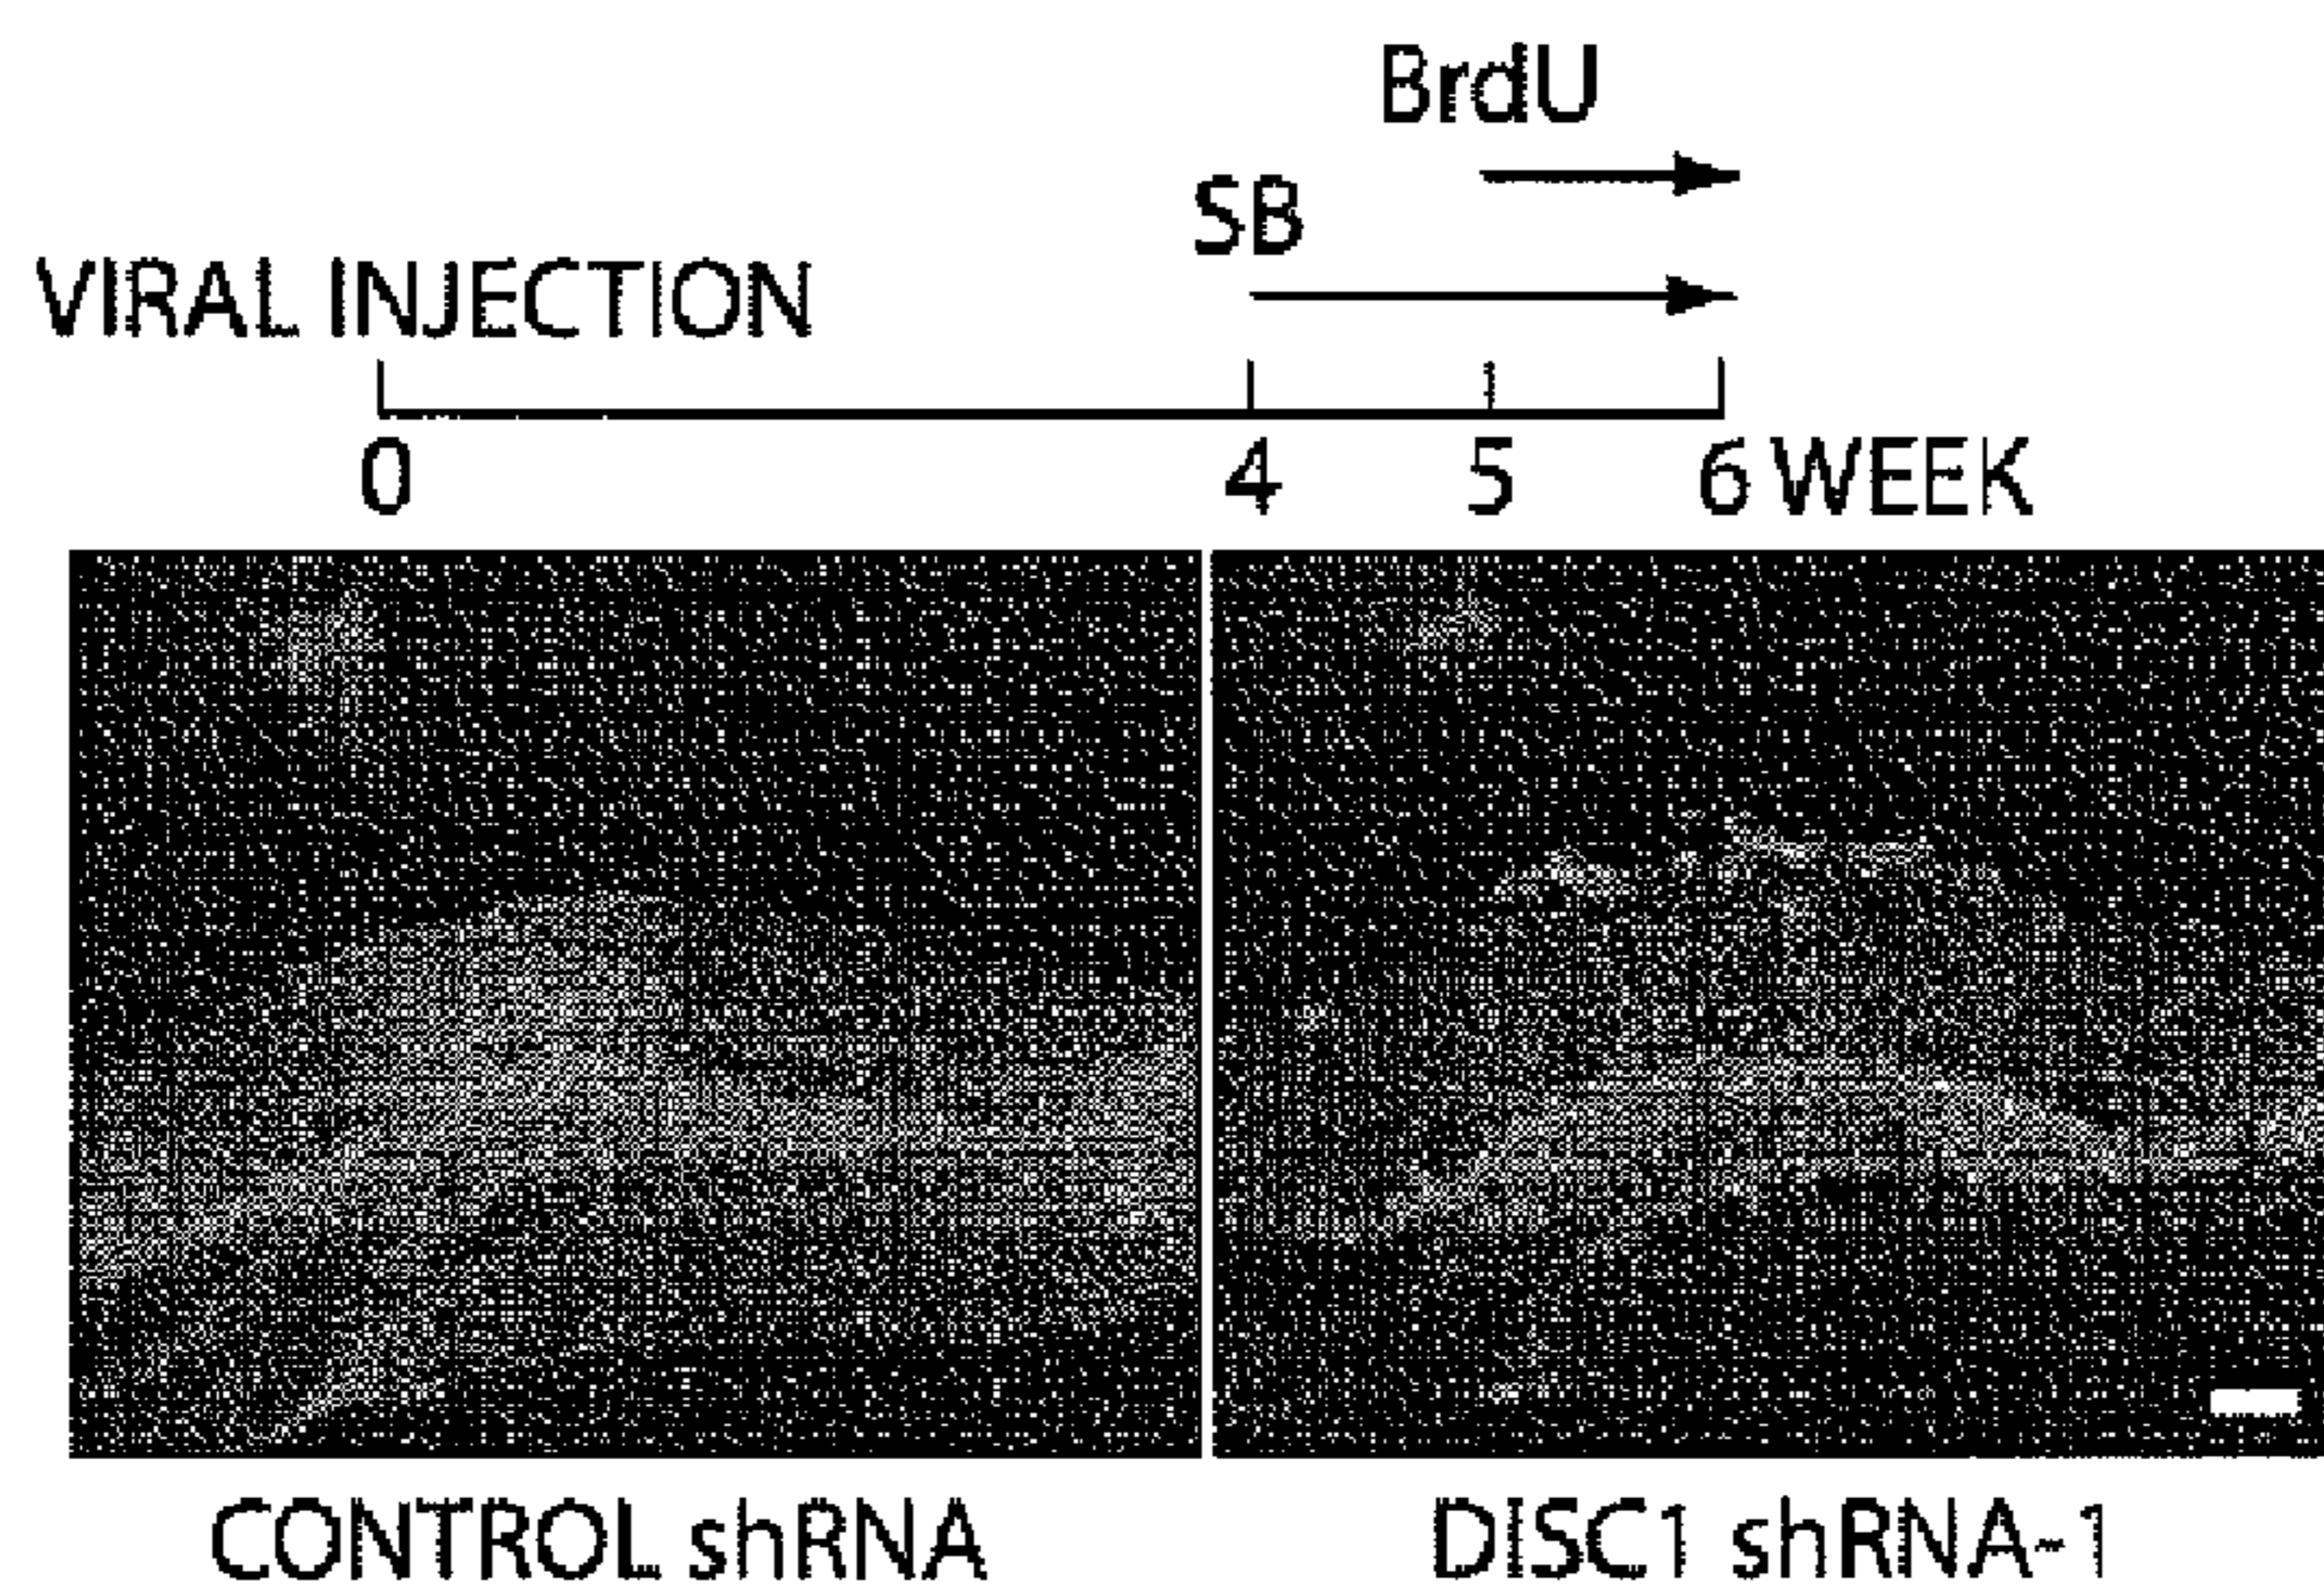 BrdU
SB
VIRAL INJECTION
0 4 5 6 WEEK
CONTROL shRNA DISC1 shRNA-1